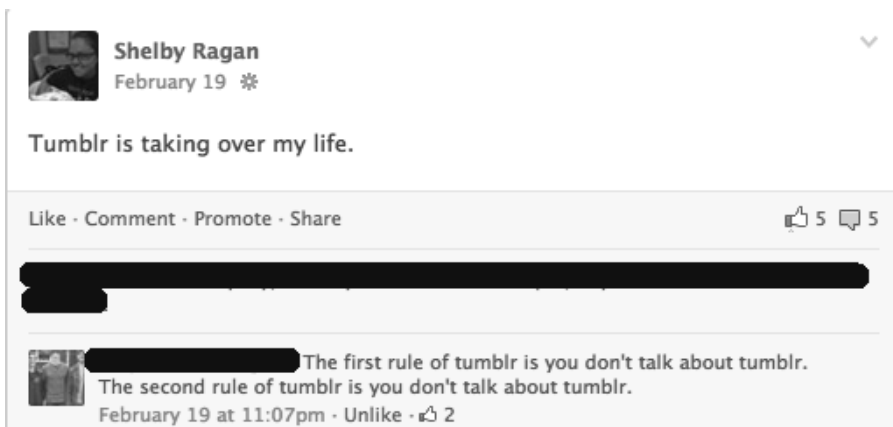 Shelby Ragan
February 19
Tumblr is taking over my life.
Like · Comment · Promote · Share 5 5
The first rule of tumblr is you don't talk about tumblr.
The second rule of tumblr is you don't talk about tumblr.
February 19 at 11:07pm · Unlike · 2